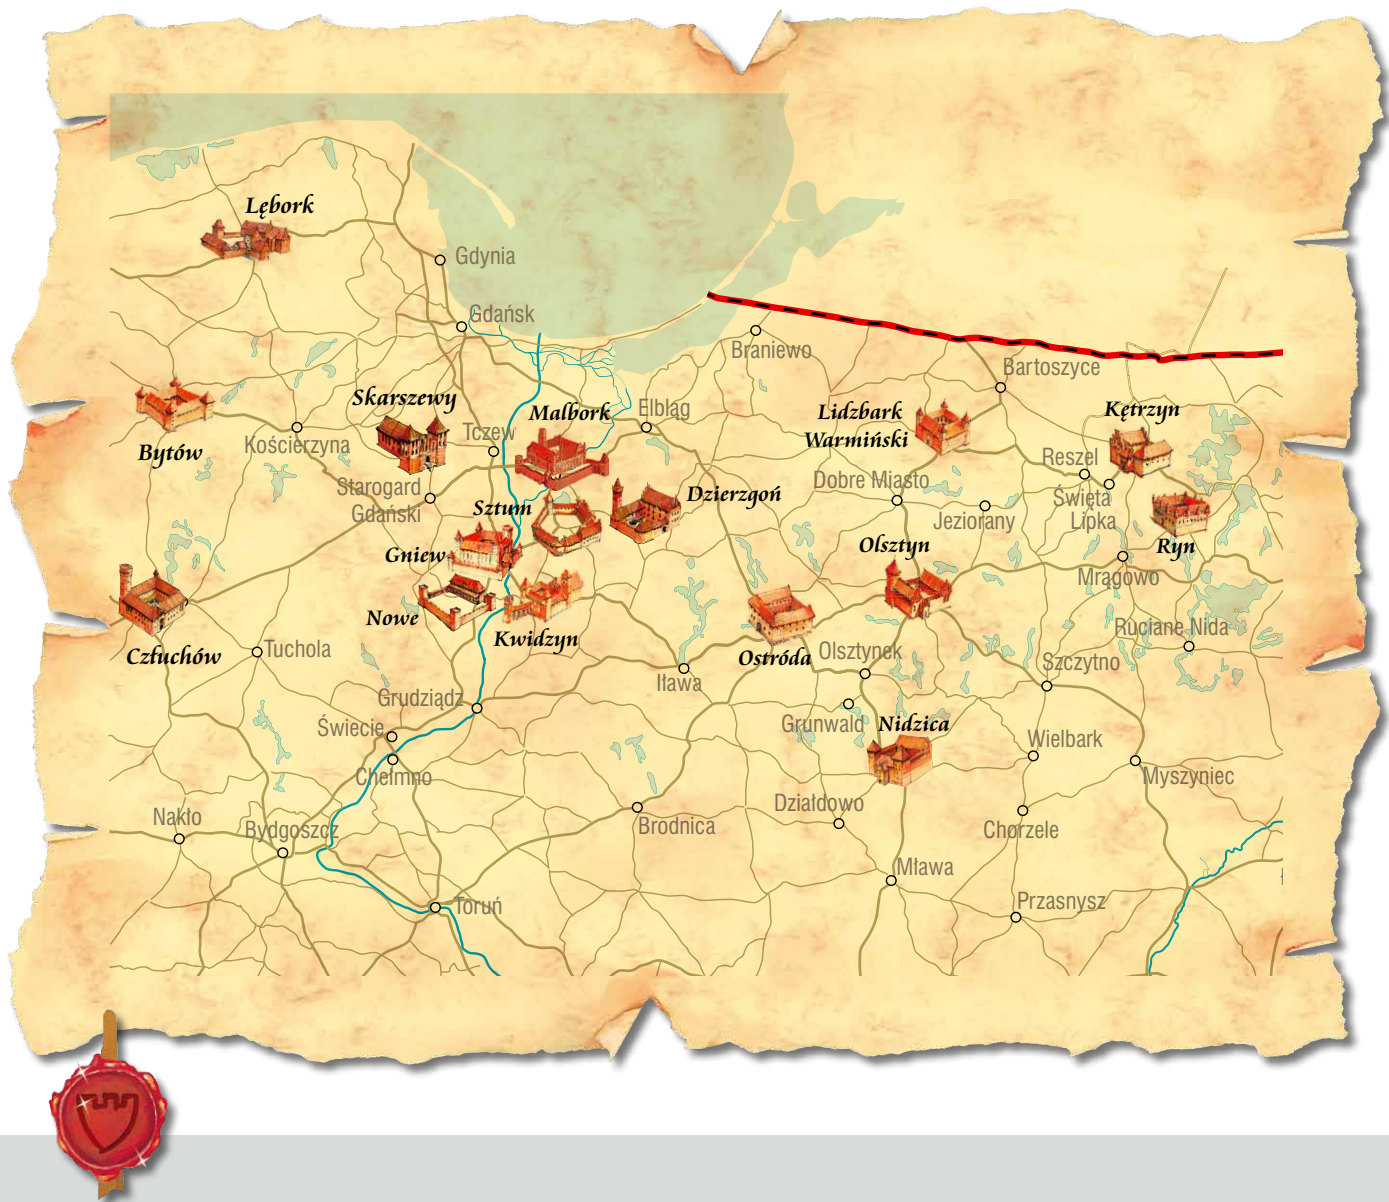 Lębork
Gdynia
Gdańsk
Braniewo
Bartoszyce
Skarszewy
Malbork
Elbląg
Lidzbark
Warmiński
Kętrzyn
Bytów
Kościerzyna
Tczew
Reszel
Starogard
Gdański
Sztum
Dzierzgoń
Dobre Miasto
Jeziorany
Święta
Lipka
Gniew
Olsztyn
Ryn
Mrągowo
Nowe
Kwidzyn
Człuchów
Tuchola
Ostróda
Olsztynek
Ruciane Nida
Szczytno
Iława
Grudziądz
Świecie
Grunwald
Nidzica
Wielbark
Chełmno
Myszyniec
Nakło
Bydgoszcz
Brodnica
Działdowo
Chorzele
Mława
Toruń
Przasnysz